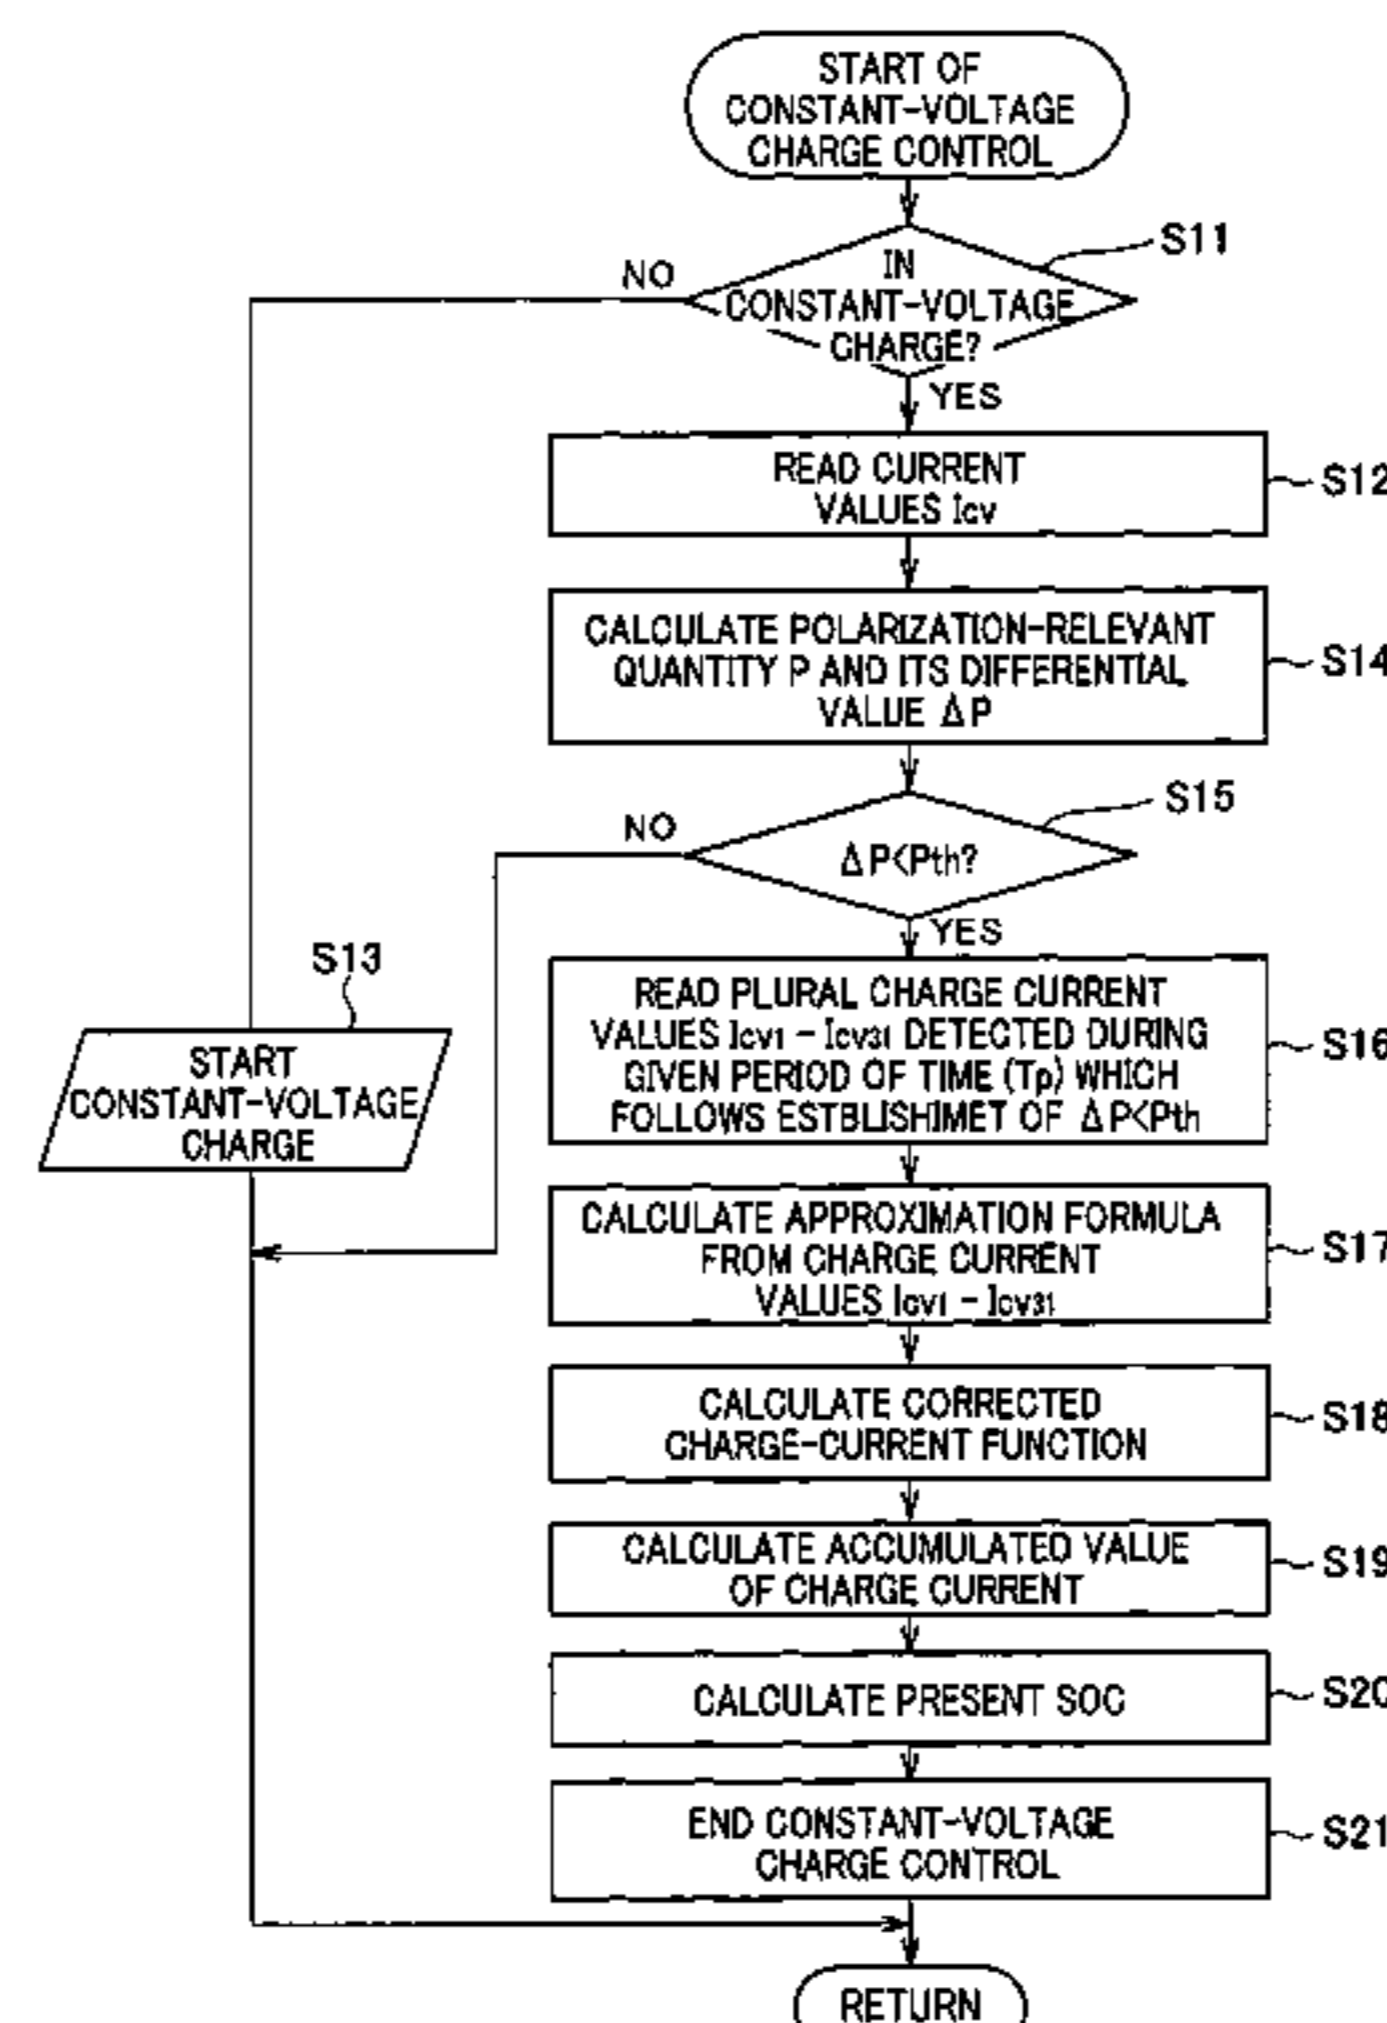 START OF
CONSTANT-VOLTAGE
CHARGE CONTROL
S11
NO
IN
CONSTANT-VOLTAGE
CHARGE?
YES
READ CURRENT
VALUES Icv
S12
CALCULATE POLARIZATION-RELEVANT
QUANTITY P AND ITS DIFFERENTIAL
VALUE ΔP
S14
S15
NO
ΔP<Pth?
YES
S13
START
CONSTANT-VOLTAGE
CHARGE
READ PLURAL CHARGE CURRENT
VALUES Icv1 - Icv31 DETECTED DURING
GIVEN PERIOD OF TIME (Tp) WHICH
FOLLOWS ESTBLISHIMET OF ΔP<Pth
S16
CALCULATE APPROXIMATION FORMULA
FROM CHARGE CURRENT
VALUES Icv1 - Icv31
S17
CALCULATE CORRECTED
CHARGE-CURRENT FUNCTION
S18
CALCULATE ACCUMULATED VALUE
OF CHARGE CURRENT
S19
CALCULATE PRESENT SOC
S20
END CONSTANT-VOLTAGE
CHARGE CONTROL
S21
RETURN